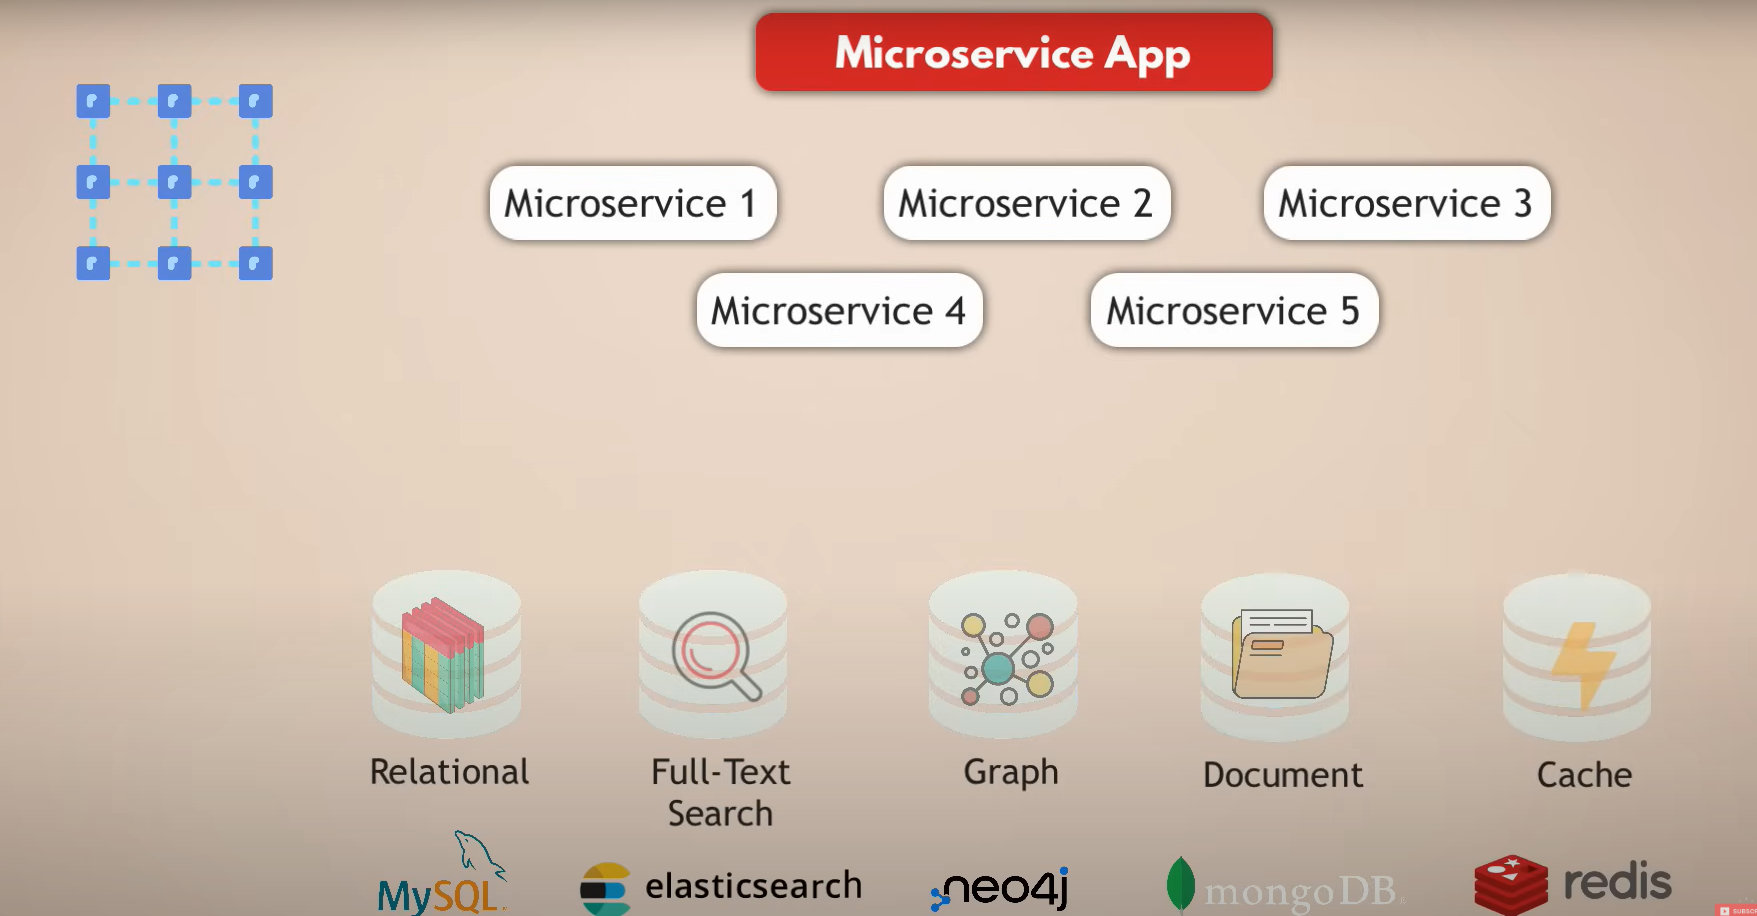 Microservice App
Microservice 1
Microservice 2
Microservice 3
Microservice 4
Microservice 5
Relational
Full-Text
Search
Graph
Document
Cache
MySQL
elasticsearch
neo4j
mongoDB
redis